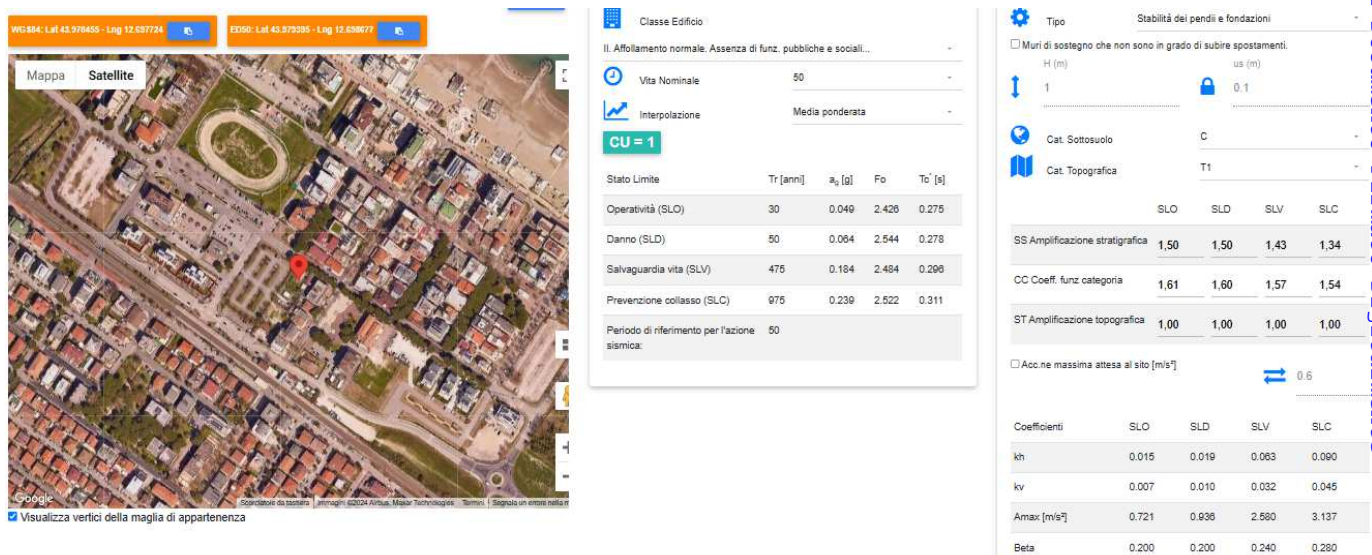 WGS84: Lat 43.978455 - Lng 12.697724
ED50: Lat 43.979395 - Lng 12.698677
Mappa Satellite
Google
Scorciatoie da tastiera Immagini ©2024 Airbus, Maxar Technologies Termini Segnala un errore nella m
Visualizza vertici della maglia di appartenenza
Classe Edificio
II. Affollamento normale. Assenza di funz. pubbliche e sociali...
Vita Nominale 50
Interpolazione Media ponderata
CU = 1
Stato Limite Tr [anni] ag [g] Fo Tc* [s]
Operatività (SLO) 30 0.049 2.426 0.275
Danno (SLD) 50 0.064 2.544 0.278
Salvaguardia vita (SLV) 475 0.184 2.484 0.296
Prevenzione collasso (SLC) 975 0.239 2.522 0.311
Periodo di riferimento per l'azione 50
sismica:
Tipo Stabilità dei pendii e fondazioni
Muri di sostegno che non sono in grado di subire spostamenti.
H (m) us (m)
1 0.1
Cat. Sottosuolo C
Cat. Topografica T1
SLO SLD SLV SLC
SS Amplificazione stratigrafica 1,50 1,50 1,43 1,34
CC Coeff. funz categoria 1,61 1,60 1,57 1,54
ST Amplificazione topografica 1,00 1,00 1,00 1,00
Acc.ne massima attesa al sito [m/s²]
0.6
Coefficienti SLO SLD SLV SLC
kh 0.015 0.019 0.063 0.090
kv 0.007 0.010 0.032 0.045
Amax [m/s²] 0.721 0.936 2.580 3.137
Beta 0.200 0.200 0.240 0.280